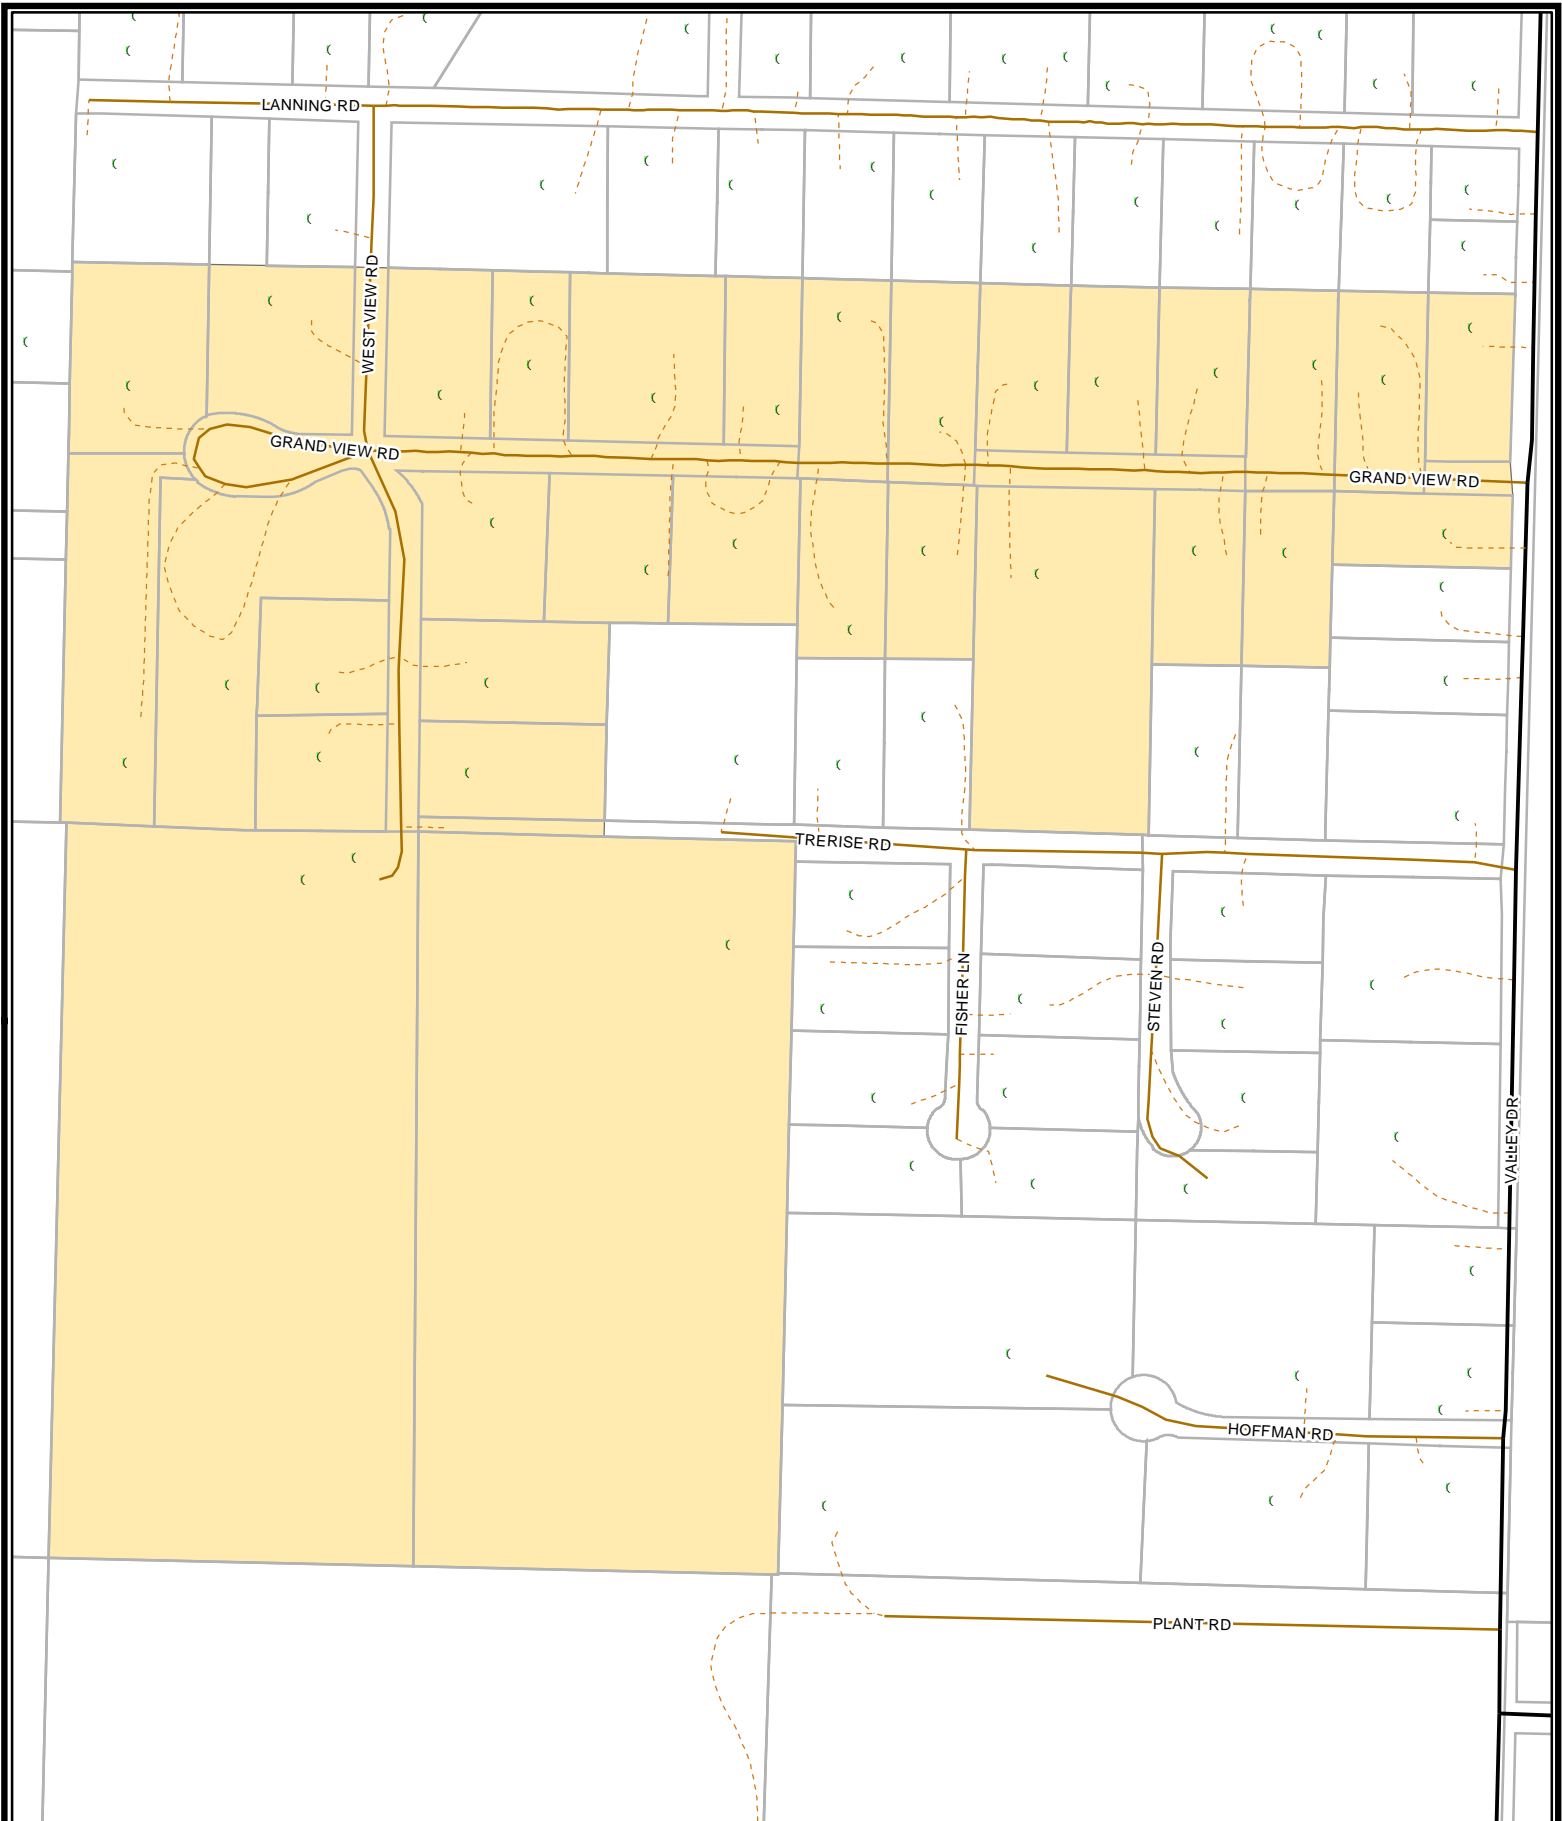 LANNING RD
WEST VIEW RD
GRAND VIEW RD
GRAND VIEW RD
TRERISE RD
FISHER LN
STEVEN RD
VALLEY DR
HOFFMAN RD
PLANT RD